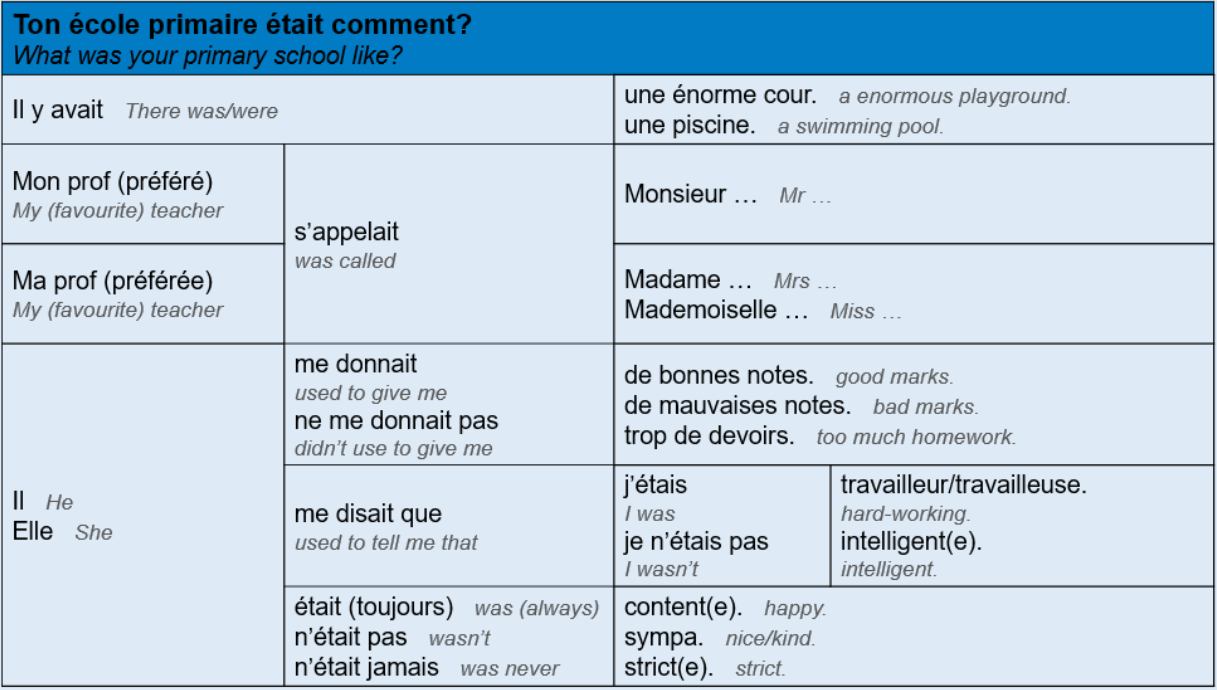 Ton école primaire était comment?
What was your primary school like?
Il y avait There was/were
une énorme cour. a enormous playground.
une piscine. a swimming pool.
Mon prof (préféré)
My (favourite) teacher
s'appelait
was called
Monsieur … Mr …
Ma prof (préférée)
My (favourite) teacher
Madame … Mrs …
Mademoiselle … Miss …
Il He
Elle She
me donnait
used to give me
ne me donnait pas
didn't use to give me
de bonnes notes. good marks.
de mauvaises notes. bad marks.
trop de devoirs. too much homework.
me disait que
used to tell me that
j'étais
I was
je n'étais pas
I wasn't
travailleur/travailleuse.
hard-working.
intelligent(e).
intelligent.
était (toujours) was (always)
n'était pas wasn't
n'était jamais was never
content(e). happy.
sympa. nice/kind.
strict(e). strict.